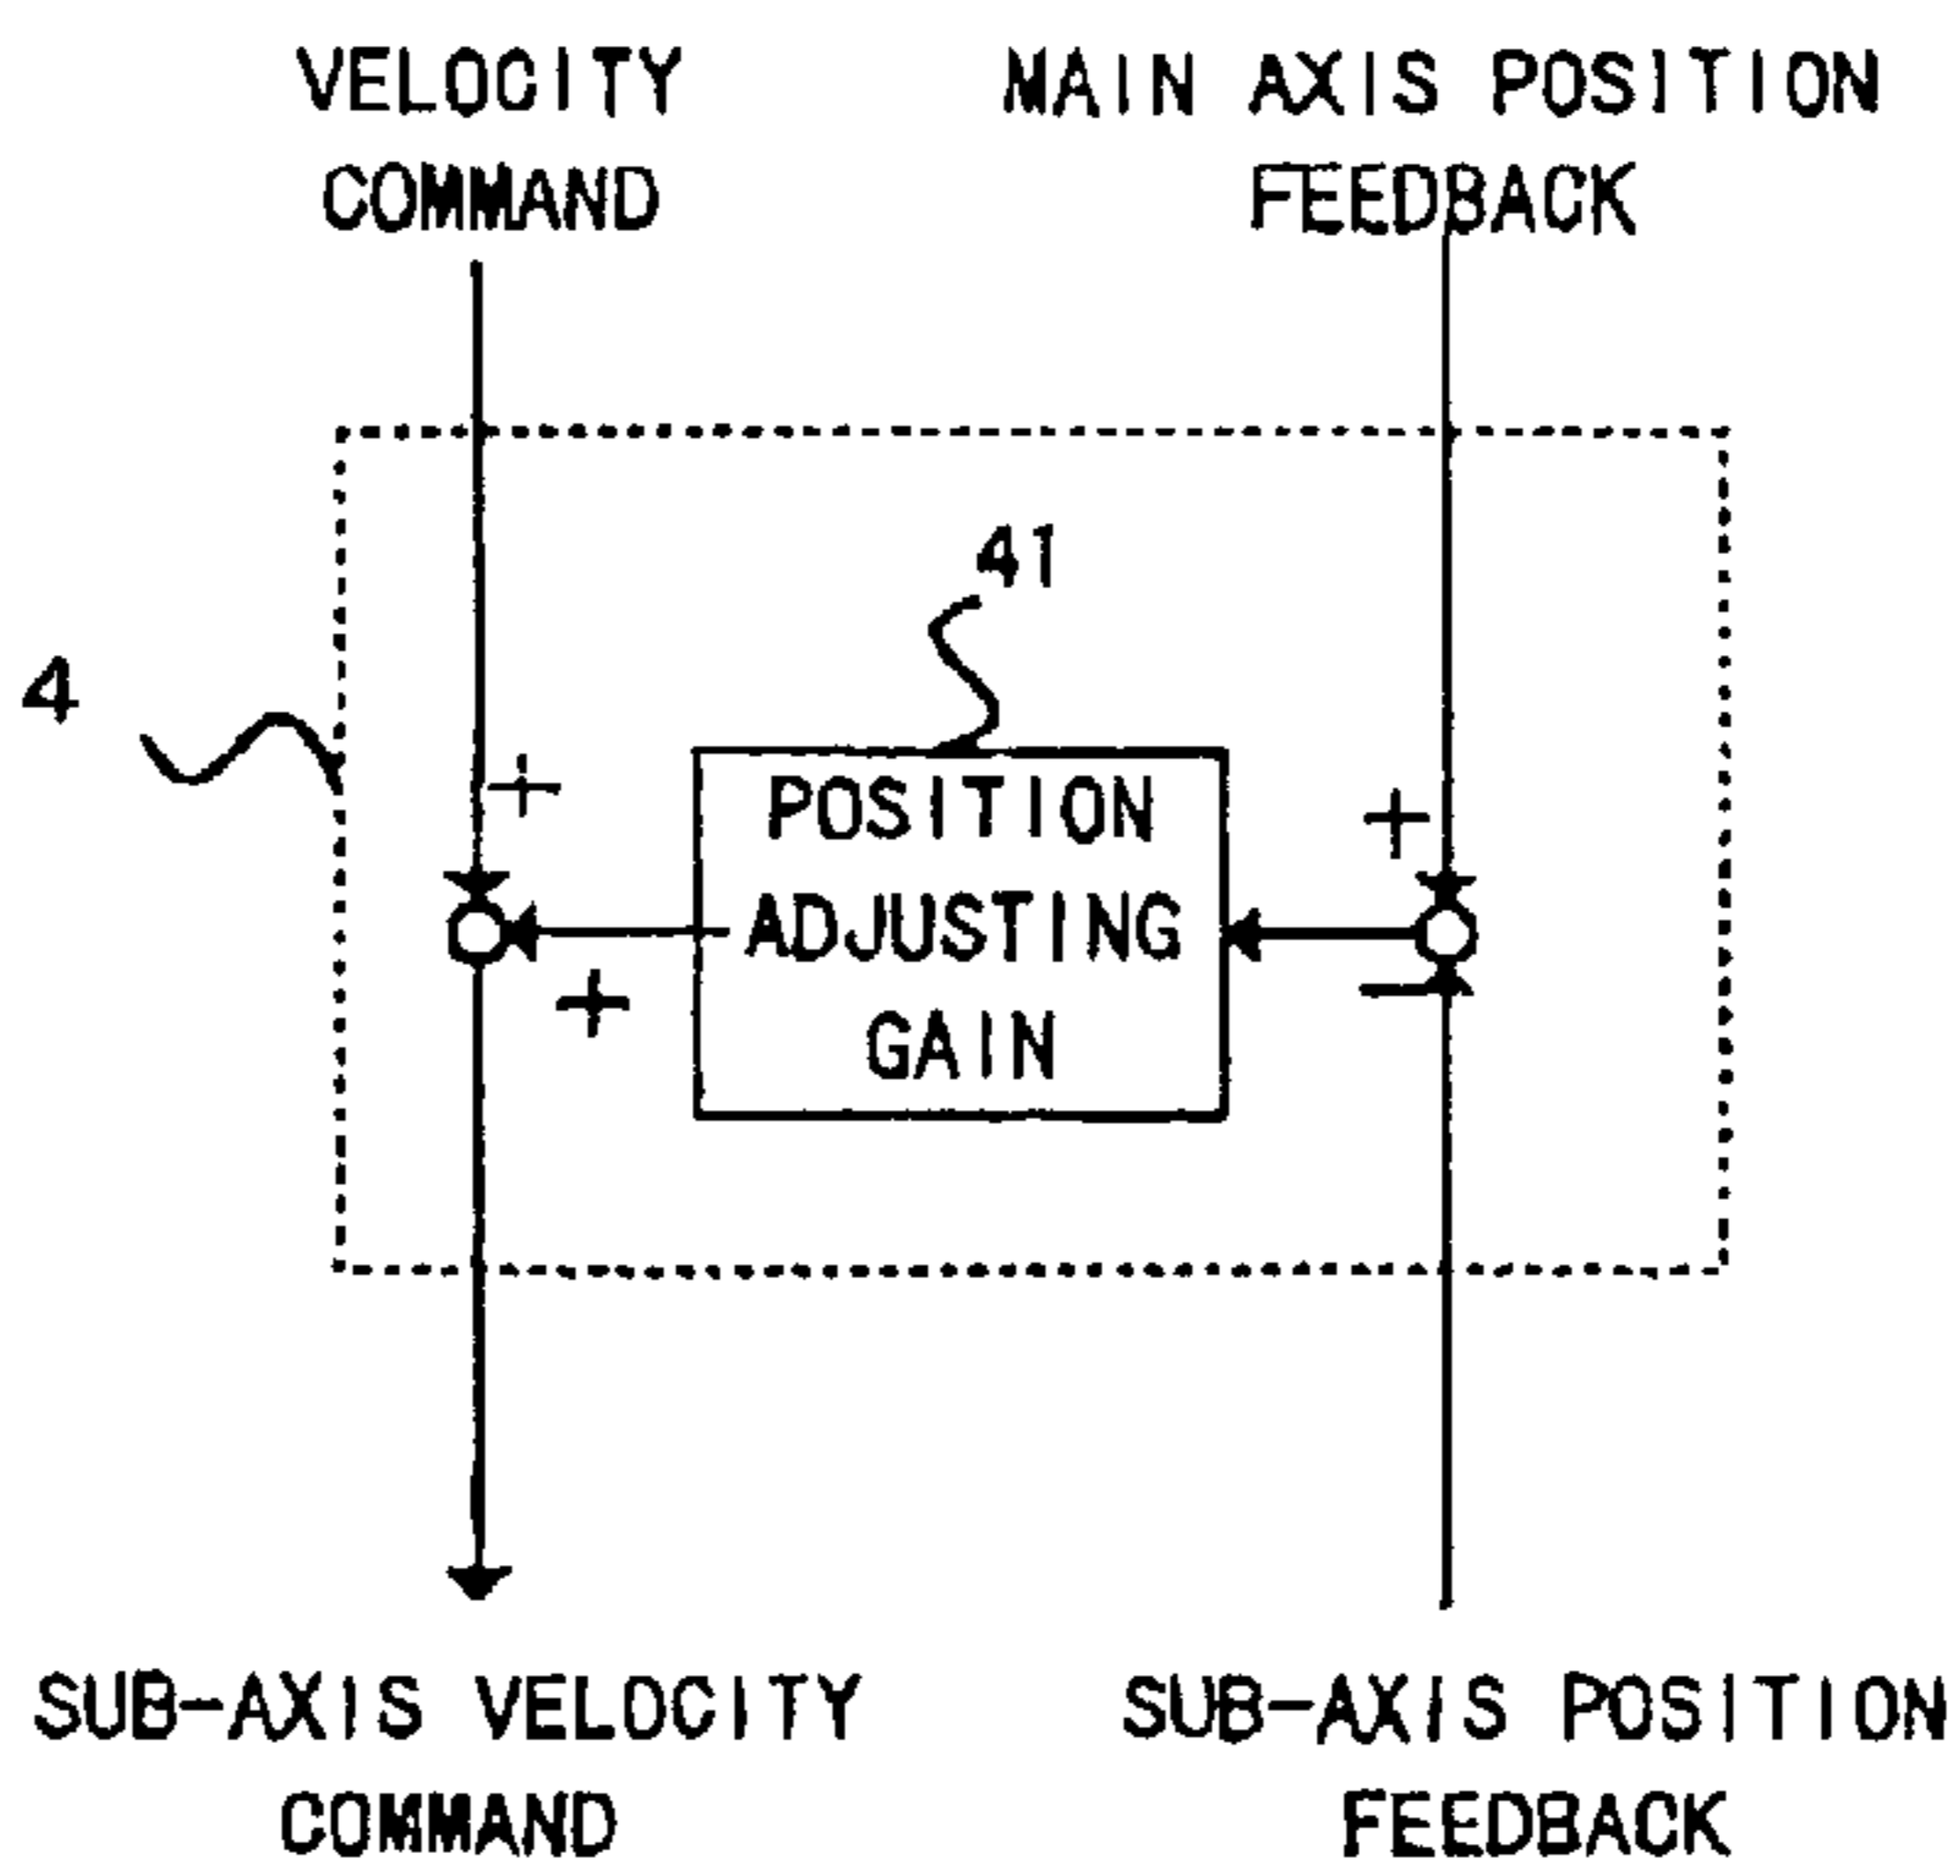 VELOCITY
COMMAND
MAIN AXIS POSITION
FEEDBACK
41
4
+
+
POSITION
ADJUSTING
GAIN
+
−
SUB-AXIS VELOCITY
COMMAND
SUB-AXIS POSITION
FEEDBACK